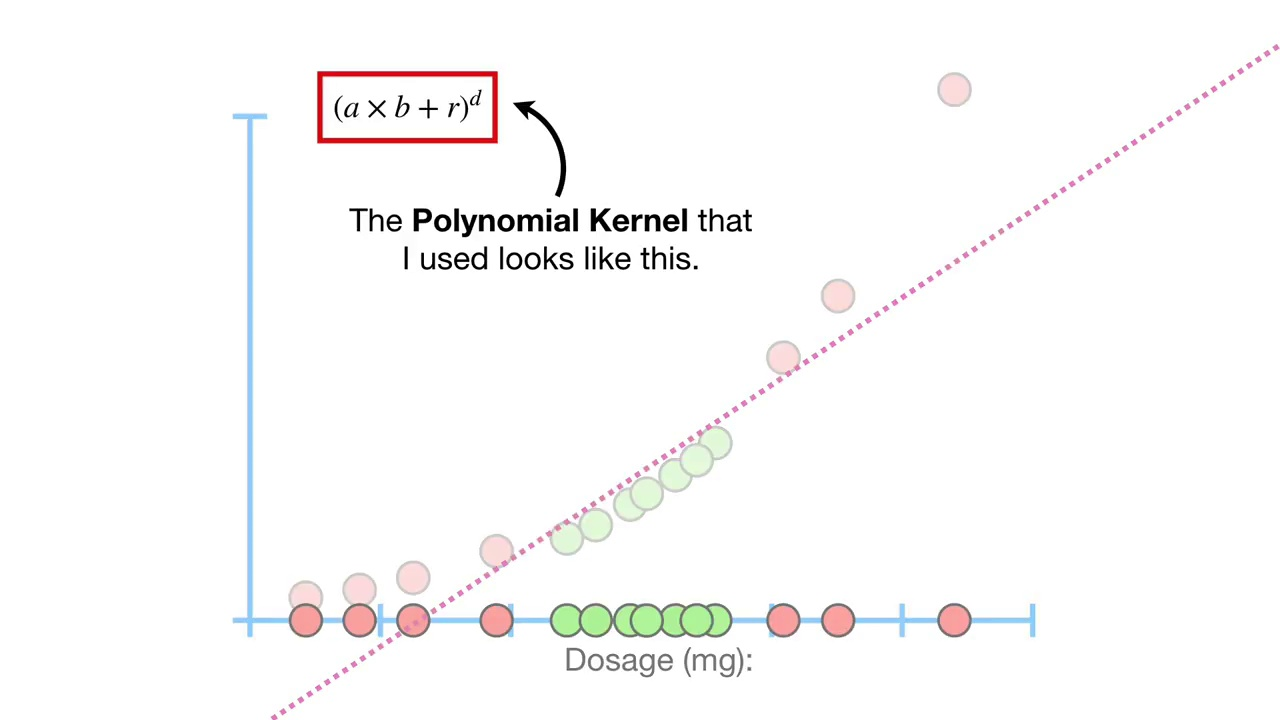 (a × b + r)^d
The Polynomial Kernel that
I used looks like this.
Dosage (mg):